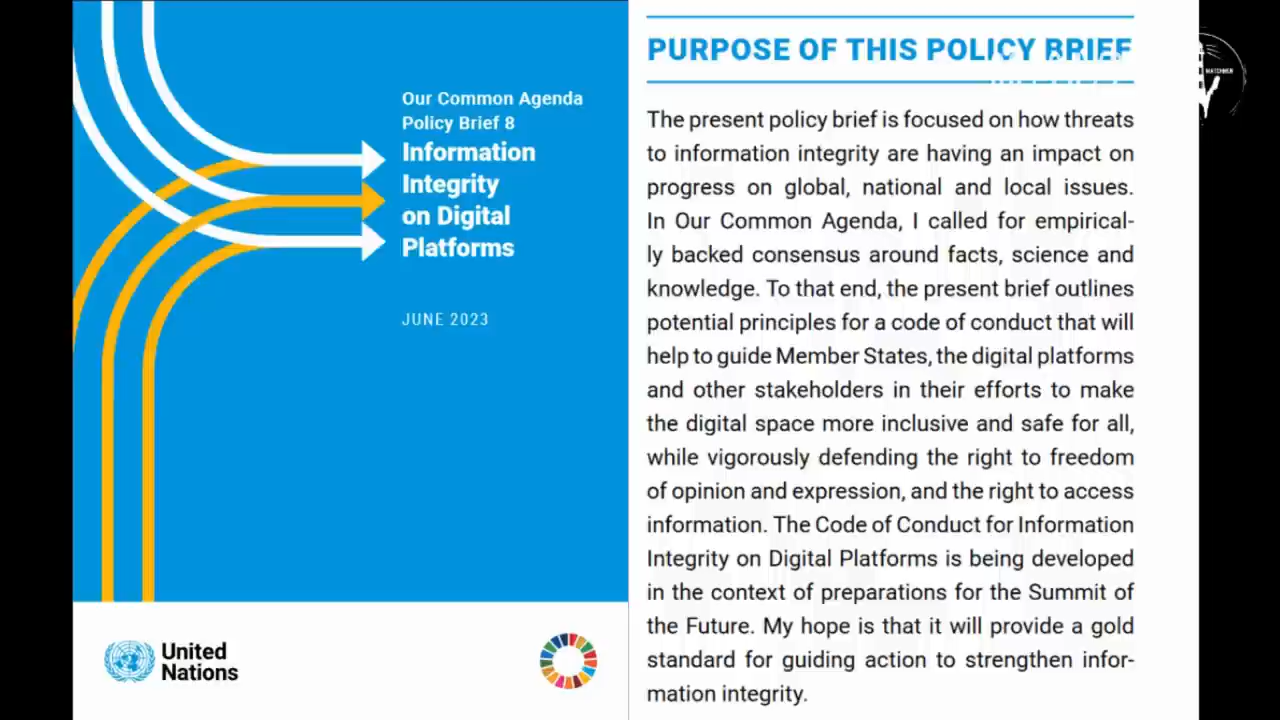 Our Common Agenda
Policy Brief 8
Information
Integrity
on Digital
Platforms
JUNE 2023
United
Nations
PURPOSE OF THIS POLICY BRIEF
The present policy brief is focused on how threats
to information integrity are having an impact on
progress on global, national and local issues.
In Our Common Agenda, I called for empirical-
ly backed consensus around facts, science and
knowledge. To that end, the present brief outlines
potential principles for a code of conduct that will
help to guide Member States, the digital platforms
and other stakeholders in their efforts to make
the digital space more inclusive and safe for all,
while vigorously defending the right to freedom
of opinion and expression, and the right to access
information. The Code of Conduct for Information
Integrity on Digital Platforms is being developed
in the context of preparations for the Summit of
the Future. My hope is that it will provide a gold
standard for guiding action to strengthen infor-
mation integrity.